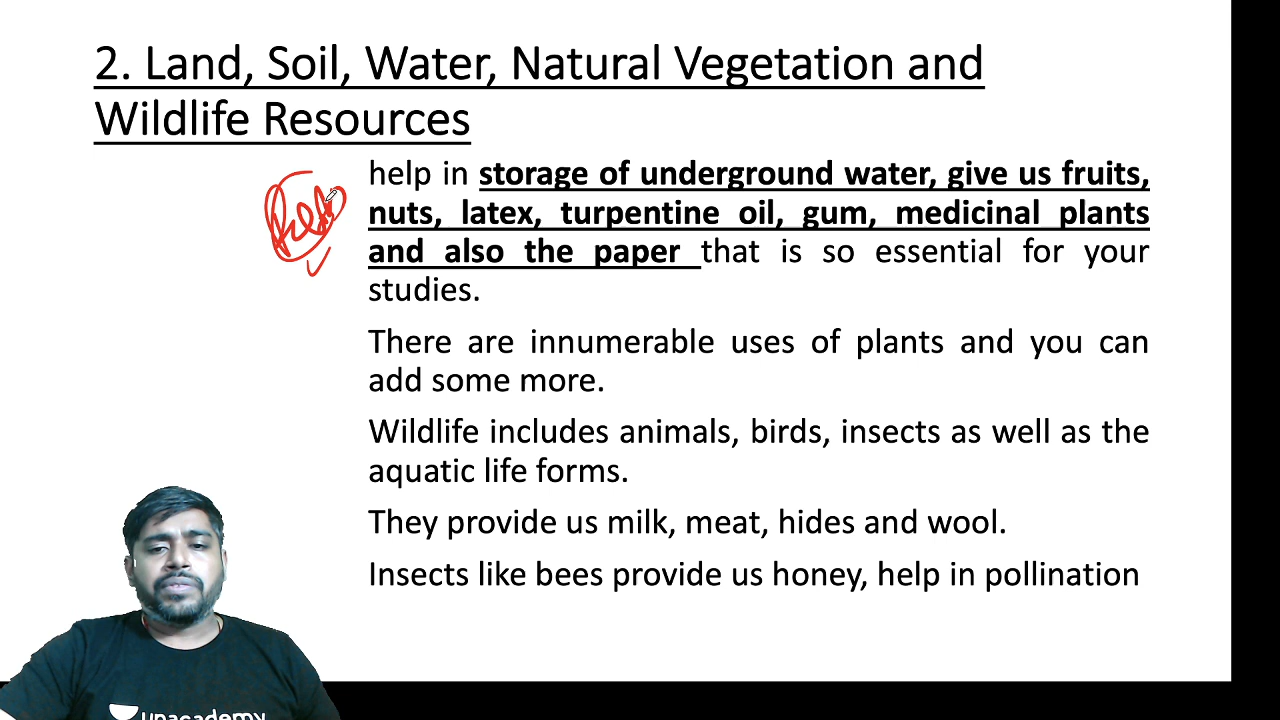 2. Land, Soil, Water, Natural Vegetation and
Wildlife Resources
help in storage of underground water, give us fruits,
nuts, latex, turpentine oil, gum, medicinal plants
and also the paper that is so essential for your
studies.
There are innumerable uses of plants and you can
add some more.
Wildlife includes animals, birds, insects as well as the
aquatic life forms.
They provide us milk, meat, hides and wool.
Insects like bees provide us honey, help in pollination
unacademy